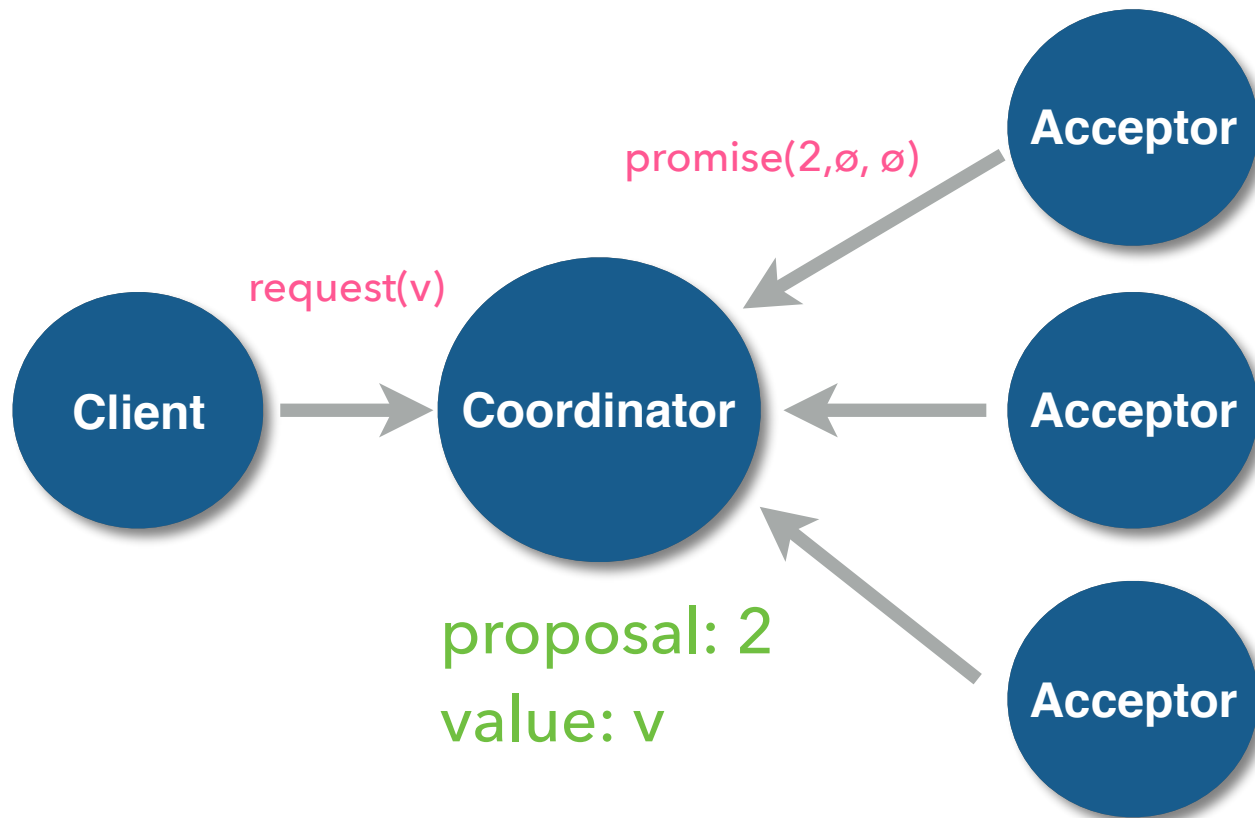 Acceptor
promise(2,ø, ø)
request(v)
Client
Coordinator
Acceptor
proposal: 2
value: v
Acceptor